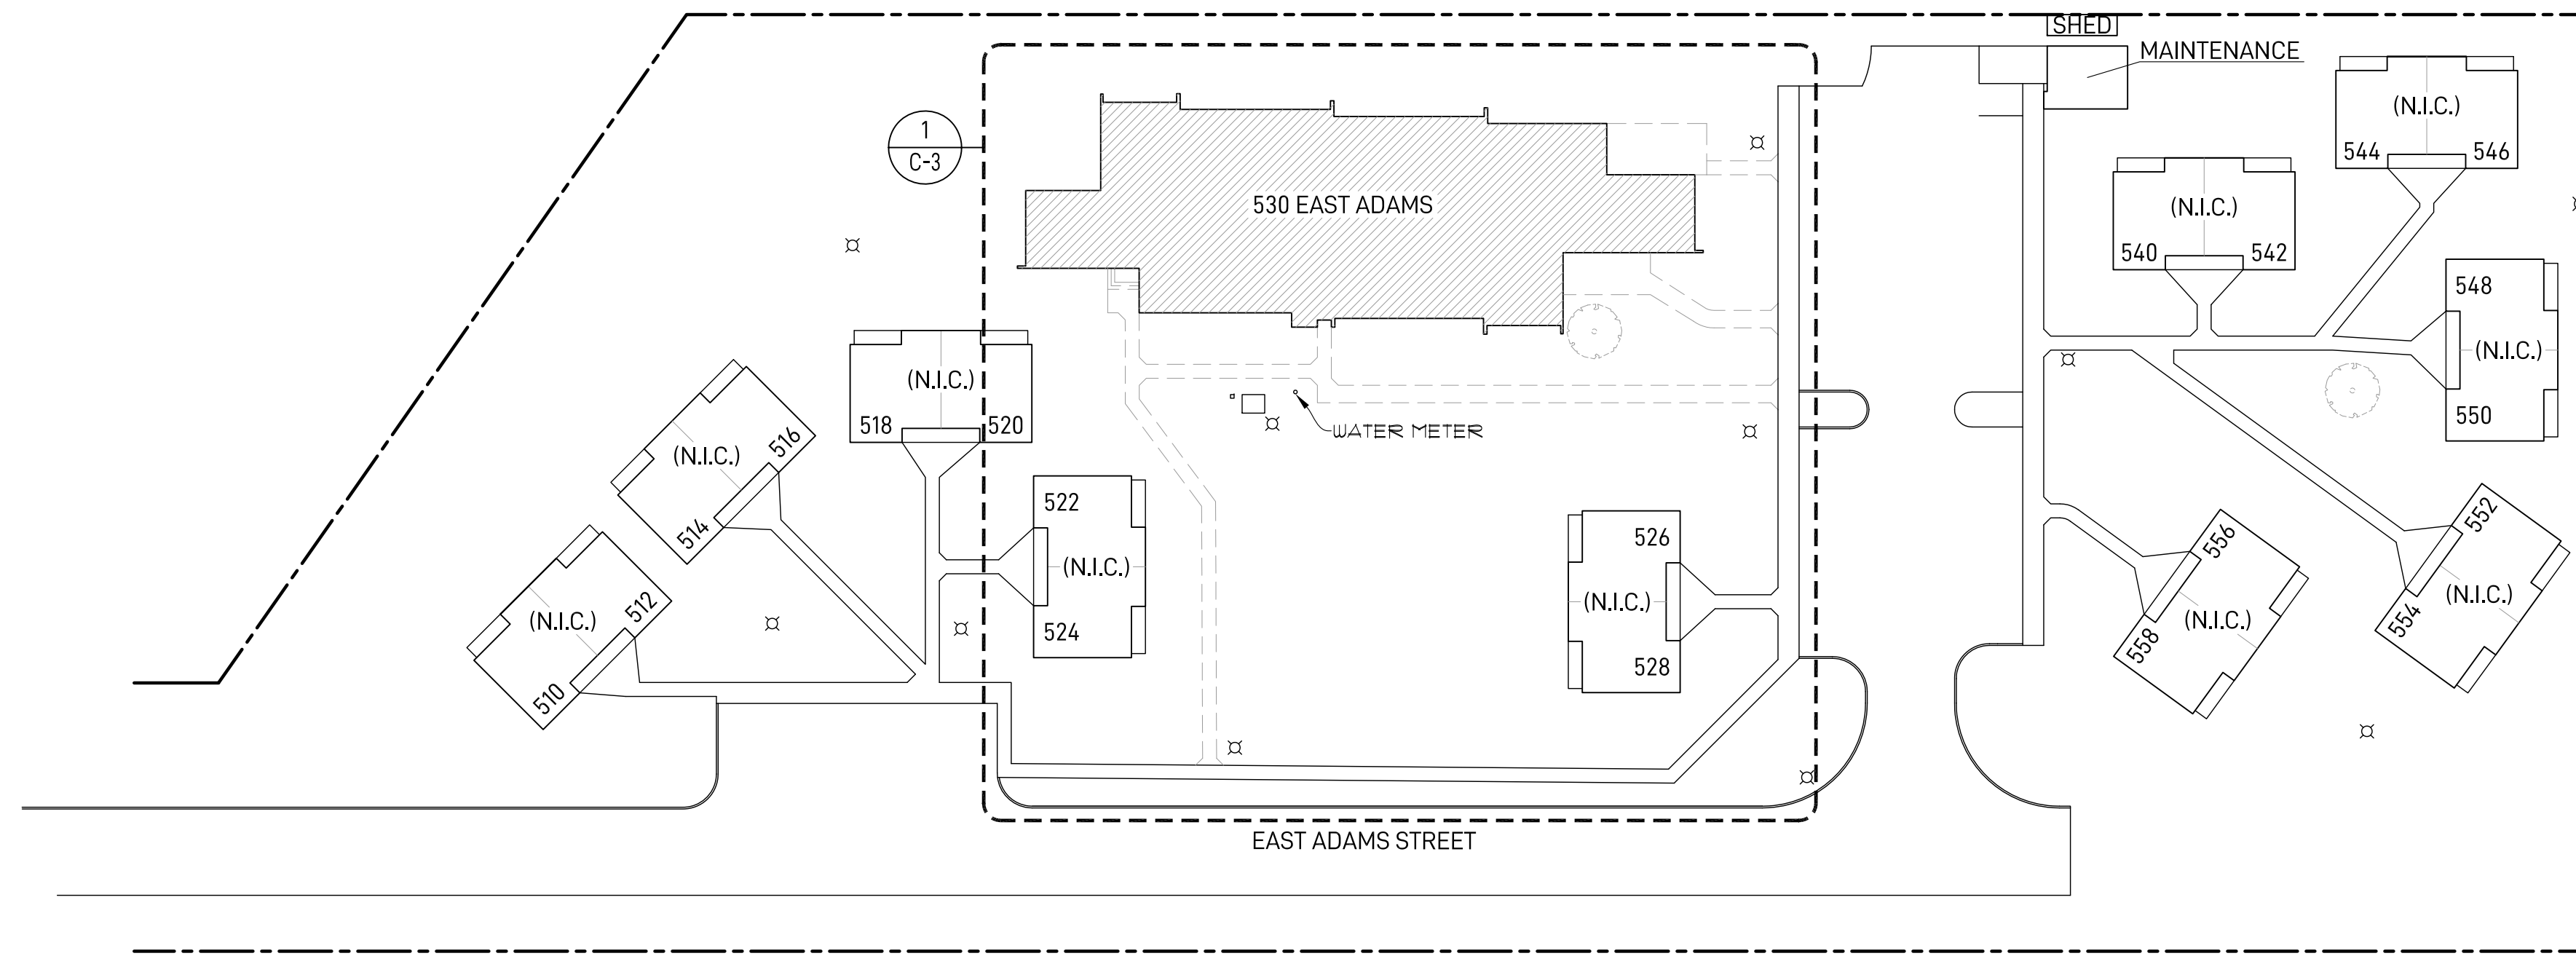 SHED
MAINTENANCE
1
C-3
530 EAST ADAMS
WATER METER
(N.I.C.)
544
546
(N.I.C.)
540
542
548
(N.I.C.)
550
(N.I.C.)
518
520
516
(N.I.C.)
514
512
(N.I.C.)
510
522
(N.I.C.)
524
526
(N.I.C.)
528
552
(N.I.C.)
554
556
(N.I.C.)
558
EAST ADAMS STREET